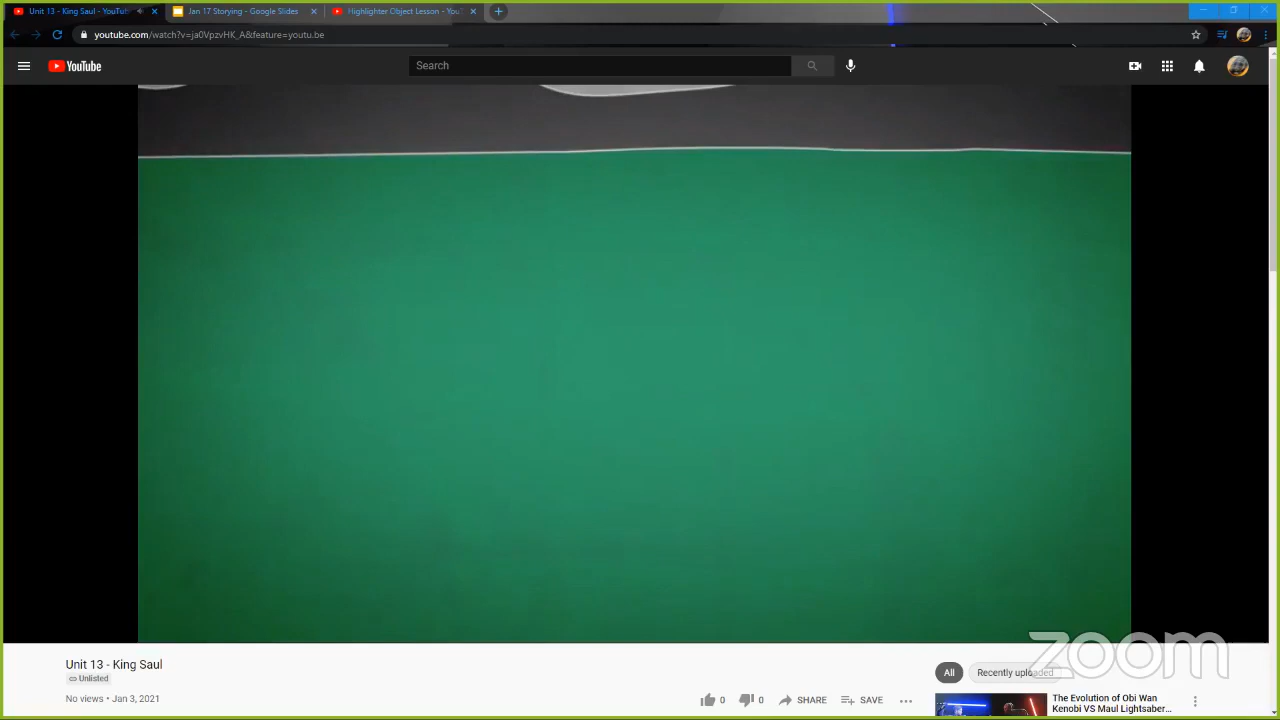 Unit 13 - King Saul - YouTu
Jan 17 Storying - Google Slides
Highlighter Object Lesson - You
youtube.com/watch?v=ja0VpzvHK_A&feature=youtu.be
YouTube
Search
Unit 13 - King Saul
Unlisted
No views • Jan 3, 2021
0
0
SHARE
SAVE
All
Recently uploaded
The Evolution of Obi Wan
Kenobi VS Maul Lightsaber...
zoom